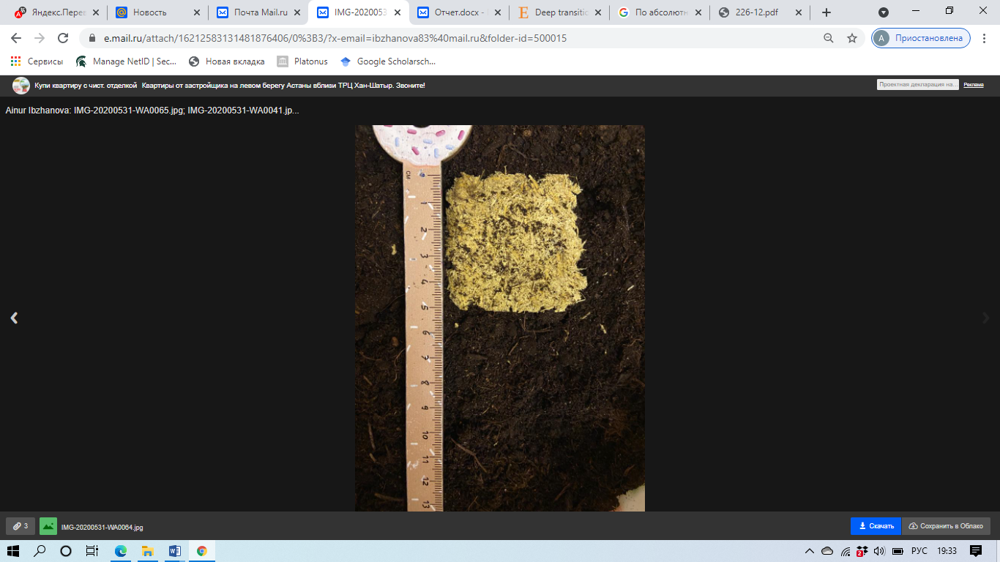 Яндекс.Перев
Новость
Почта Mail.ru
IMG-2020053
Отчет.docx -
Deep transitio
По абсолютн
226-12.pdf
e.mail.ru/attach/16212583131481876406/0%3B3/?x-email=ibzhanova83%40mail.ru&folder-id=500015
A Приостановлена
Сервисы
Manage NetID | Sec...
Новая вкладка
Platonus
Google Scholarsch...
Купи квартиру с чист. отделкой Квартиры от застройщика на левом берегу Астаны вблизи ТРЦ Хан-Шатыр. Звоните!
Проектная декларация на...
Реклама
Ainur Ibzhanova: IMG-20200531-WA0065.jpg; IMG-20200531-WA0041.jp...
СМ
0
1
2
3
4
5
6
7
8
9
10
11
12
13
3
IMG-20200531-WA0064.jpg
Скачать
Сохранить в Облако
2
РУС
19:33